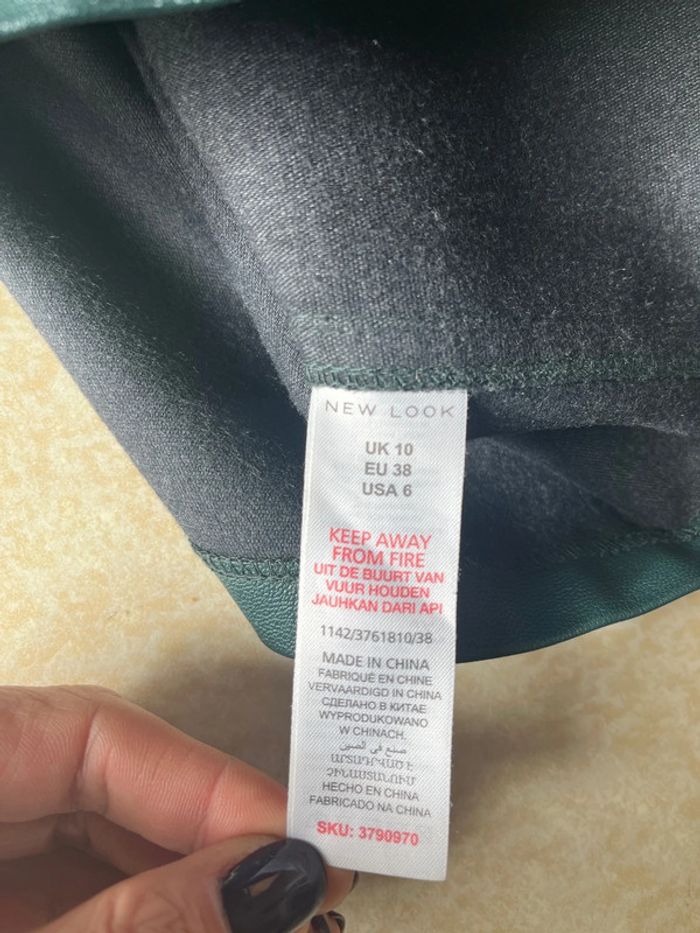 NEW LOOK
UK 10
EU 38
USA 6
KEEP AWAY
FROM FIRE
UIT DE BUURT VAN
VUUR HOUDEN
JAUHKAN DARI API
1142/3761810/38
MADE IN CHINA
FABRIQUÉ EN CHINE
VERVAARDIGD IN CHINA
СДЕЛАНО В КИТАЕ
WYPRODUKOWANO
W CHINACH.
صنع في الصين
ԱՐՏԱԴՐՎԱԾ Է
ՉԻՆԱՍՏԱՆՈՒՄ
HECHO EN CHINA
FABRICADO NA CHINA
SKU: 3790970